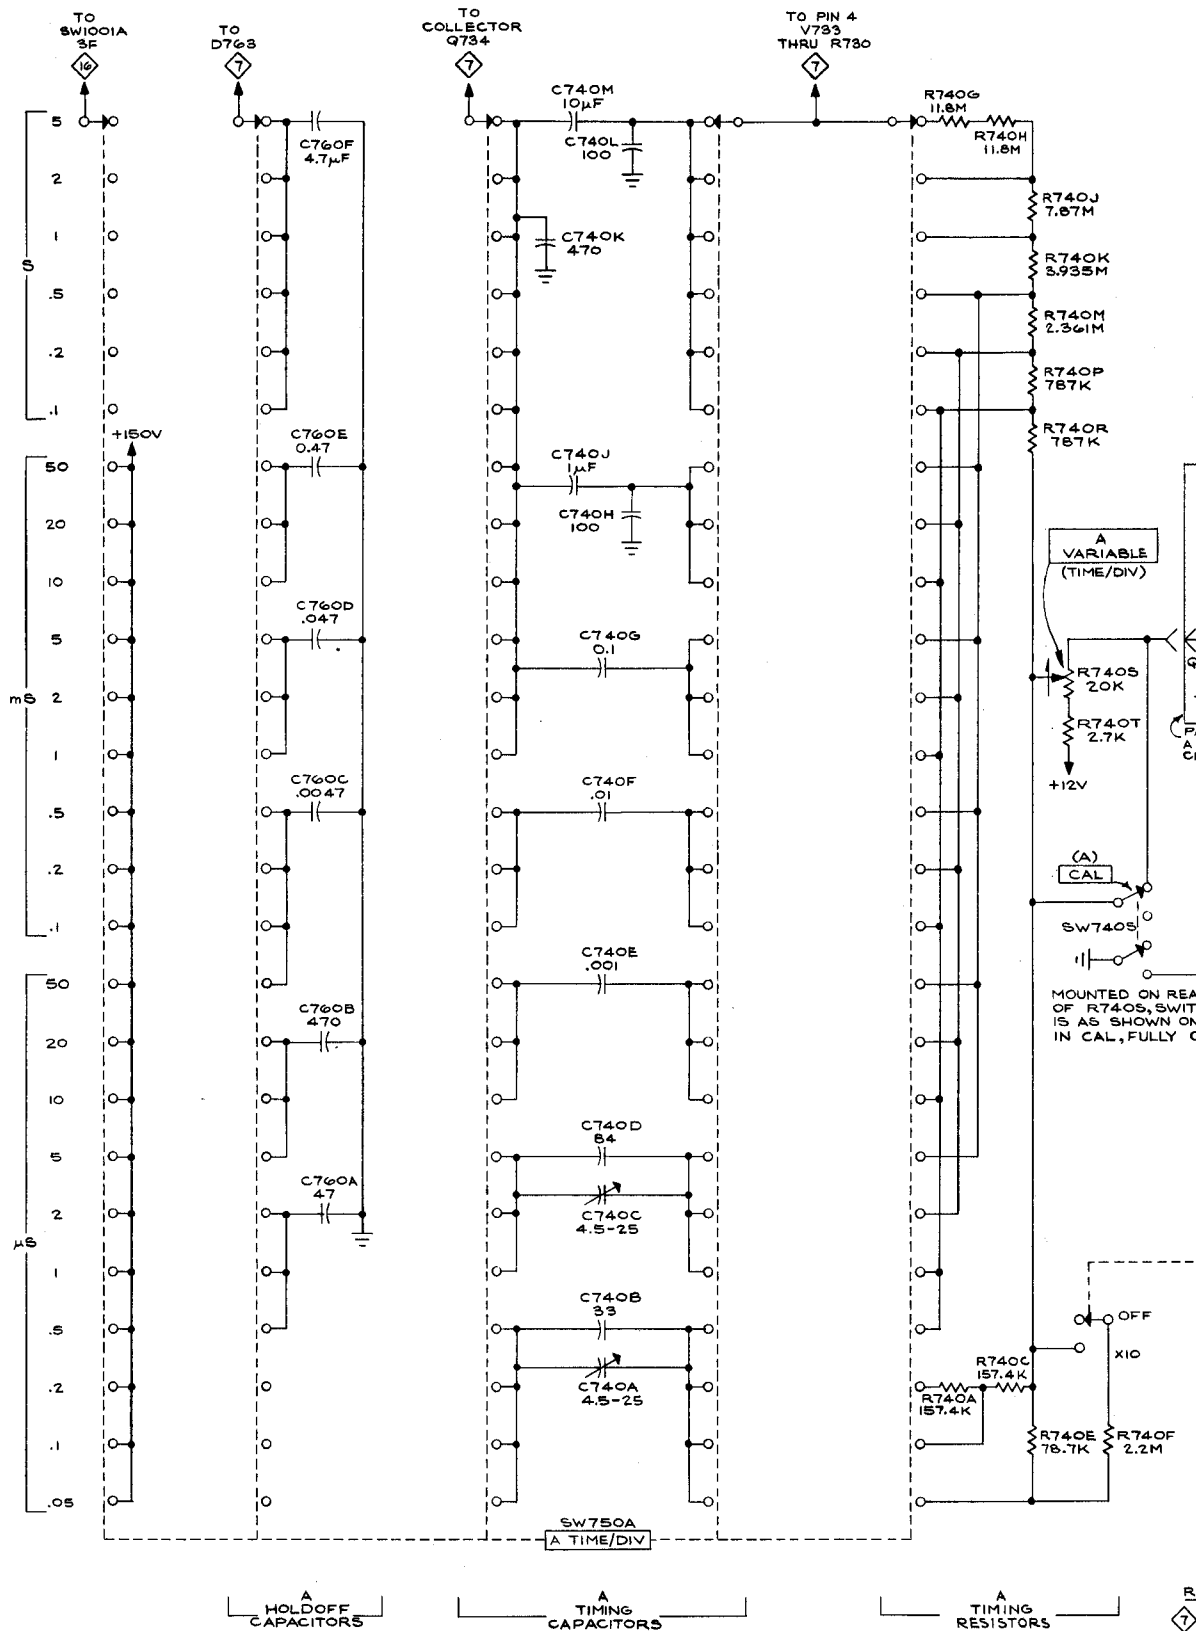 TO
SW1001A
3F
16
TO
D763
7
TO
COLLECTOR
Q734
7
TO PIN 4
V733
THRU R730
7
S
5
2
1
.5
.2
.1
mS
50
20
10
5
2
1
.5
.2
.1
µS
50
20
10
5
2
1
.5
.2
.1
.05
+150V
C760F
4.7µF
C760E
0.47
C760D
.047
C760C
.0047
C760B
470
C760A
47
C740M
10µF
C740L
100
C740K
470
C740J
1µF
C740H
100
C740G
0.1
C740F
.01
C740E
.001
C740D
84
C740C
4.5-25
C740B
33
C740A
4.5-25
R740G
11.8M
R740H
11.8M
R740J
7.87M
R740K
3.935M
R740M
2.361M
R740P
787K
R740R
787K
A
VARIABLE
(TIME/DIV)
R740S
20K
R740T
2.7K
+12V
Q
P
A
C
(A)
CAL
SW740S
MOUNTED ON REA
OF R740S, SWIT
IS AS SHOWN ON
IN CAL, FULLY C
OFF
X10
R740C
157.4K
R740A
157.4K
R740E
78.7K
R740F
2.2M
SW750A
A TIME/DIV
A
HOLDOFF
CAPACITORS
A
TIMING
CAPACITORS
A
TIMING
RESISTORS
R
7